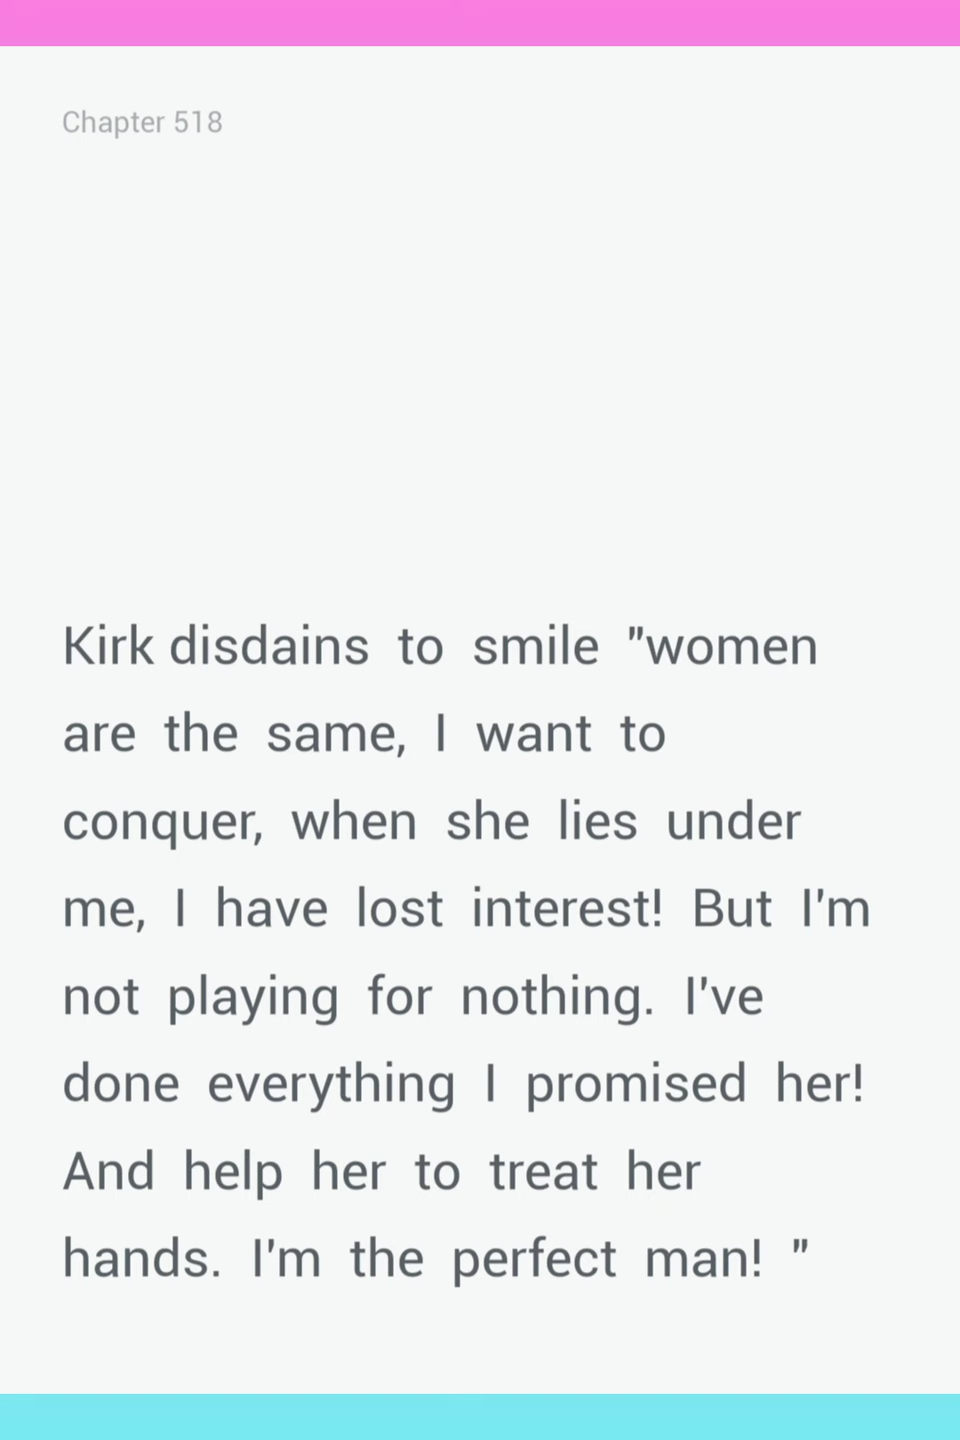 Chapter 518
Kirk disdains to smile "women
are the same, I want to
conquer, when she lies under
me, I have lost interest! But I'm
not playing for nothing. I've
done everything I promised her!
And help her to treat her
hands. I'm the perfect man! "